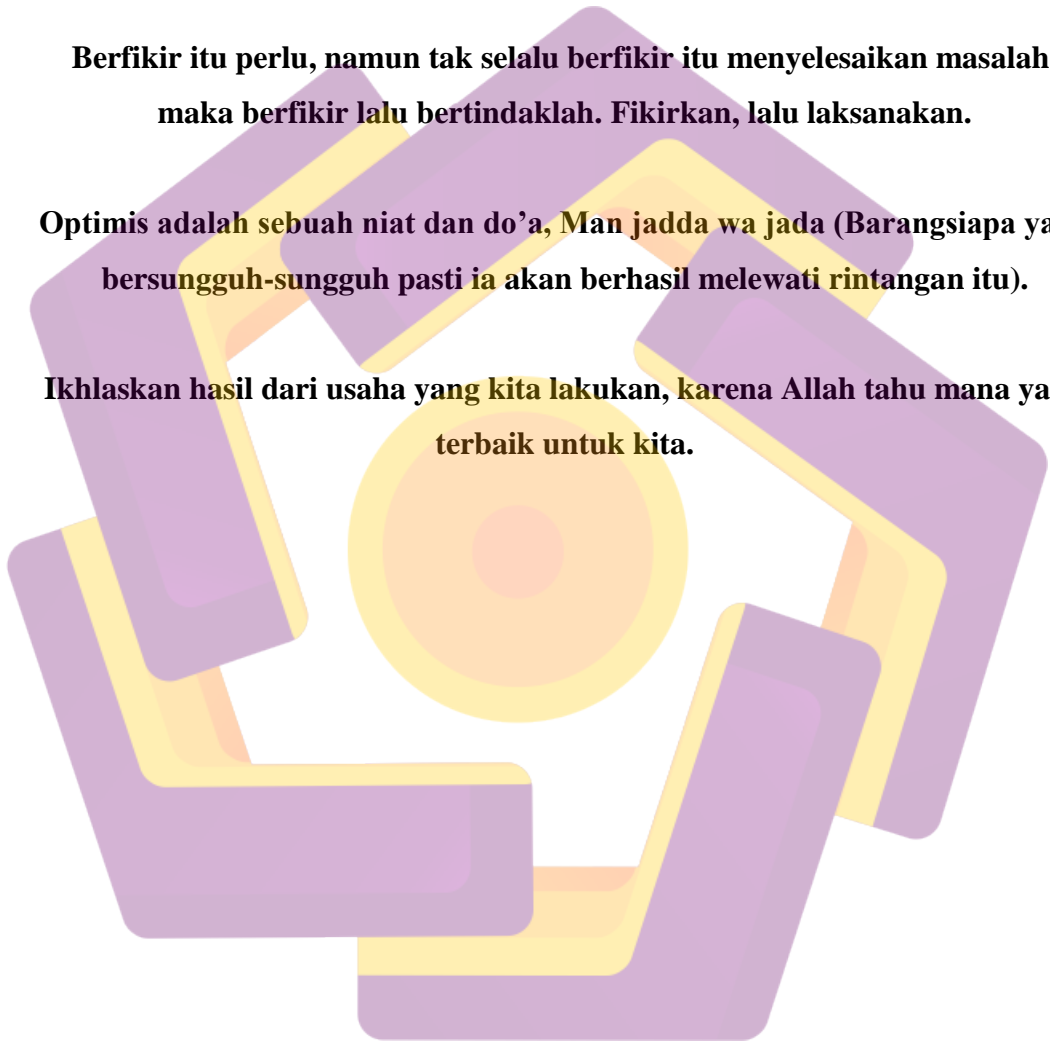 Berfikir itu perlu, namun tak selalu berfikir itu menyelesaikan masalah
maka berfikir lalu bertindaklah. Fikirkan, lalu laksanakan.
Optimis adalah sebuah niat dan do’a, Man jadda wa jada (Barangsiapa ya
bersungguh-sungguh pasti ia akan berhasil melewati rintangan itu).
Ikhlaskan hasil dari usaha yang kita lakukan, karena Allah tahu mana ya
terbaik untuk kita.